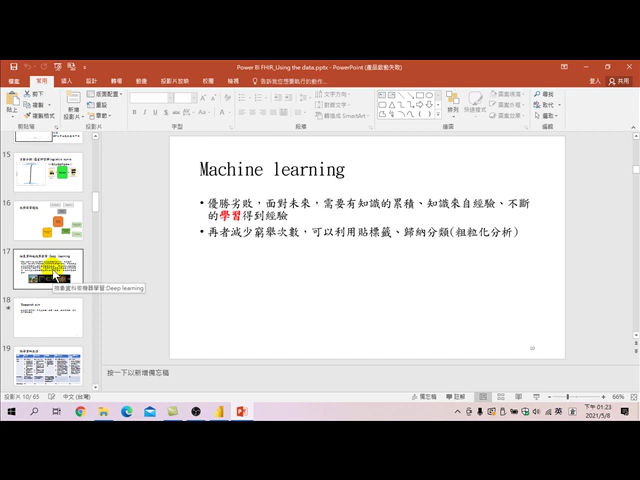 Power BI FHIR_Using the data.pptx - PowerPoint (產品啟動失敗)
檔案 常用 插入 設計 轉場 動畫 投影片放映 校閱 檢視 告訴我您想要執行的動作... 登入 共用
貼上 剪下 複製 複製格式 新增投影片 版面配置 重設 章節
文字方向 對齊文字 轉換成 SmartArt
排列 快速樣式 圖案填滿 圖案外框 圖案效果
尋找 取代 選取
剪貼簿 投影片 字型 段落 繪圖 編輯
15
16
17
Deep learning
抽象資料用機器學習:Deep learning
18
19
Machine learning
• 優勝劣敗，面對未來，需要有知識的累積、知識來自經驗、不斷
的學習得到經驗
• 再者減少窮舉次數，可以利用貼標籤、歸納分類(粗粒化分析)
10
按一下以新增備忘稿
投影片 10/65 中文 (台灣) 備忘稿 註解 66%
英
下午 01:23
2021/5/8